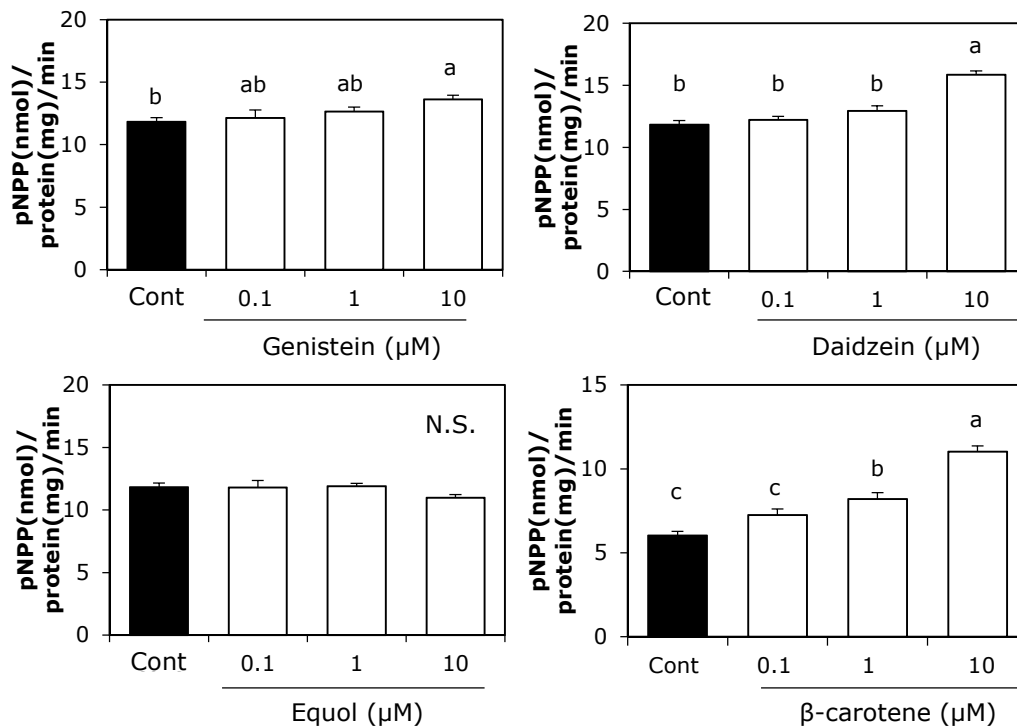 pNPP(nmol)/
protein(mg)/min
20
15
10
5
0
b
ab
ab
a
Cont
0.1
1
10
Genistein (µM)
pNPP(nmol)/
protein(mg)/min
20
15
10
5
0
b
b
b
a
Cont
0.1
1
10
Daidzein (µM)
pNPP(nmol)/
protein(mg)/min
20
15
10
5
0
N.S.
Cont
0.1
1
10
Equol (µM)
pNPP(nmol)/
protein(mg)/min
15
10
5
0
c
c
b
a
Cont
0.1
1
10
β-carotene (µM)